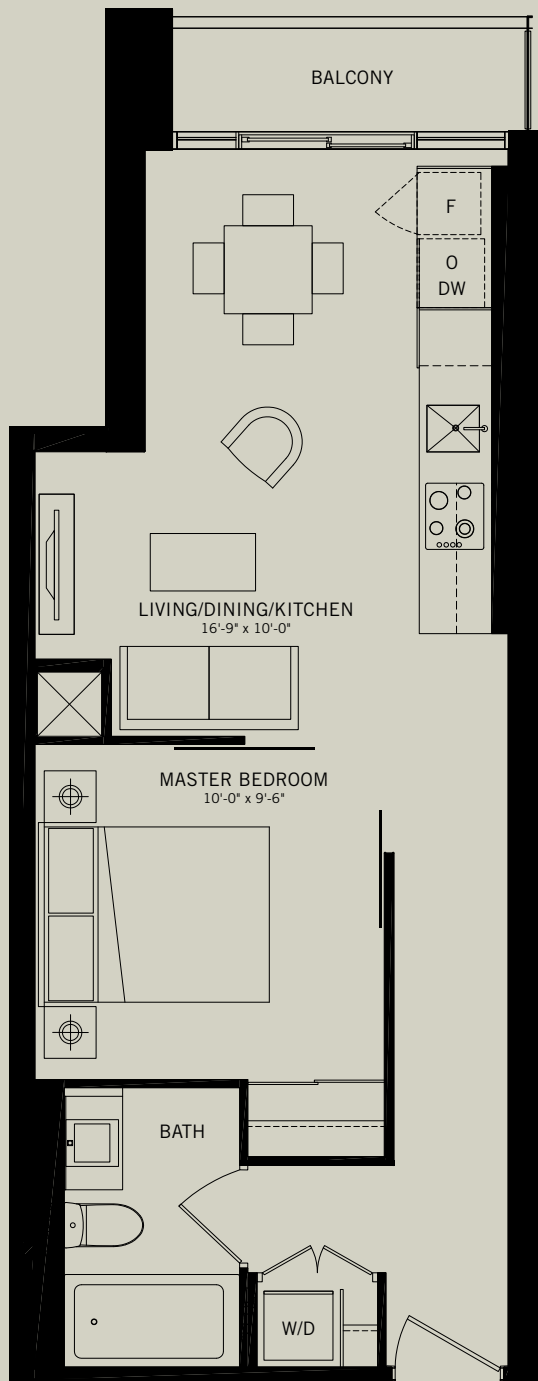 BALCONY
F
O
DW
LIVING/DINING/KITCHEN
16'-9" x 10'-0"
MASTER BEDROOM
10'-0" x 9'-6"
BATH
W/D